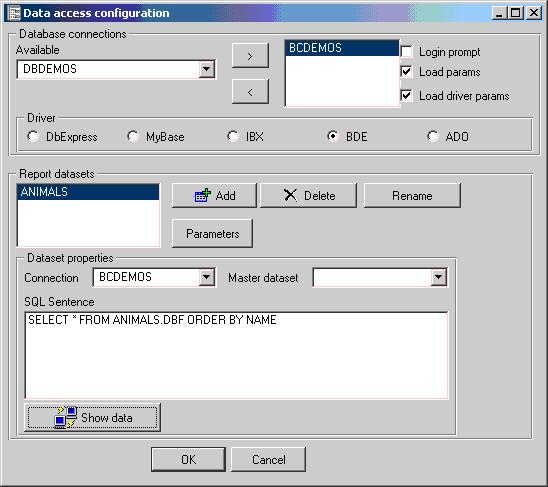 Data access configuration
Database connections
Available
DBDEMOS
>
<
BCDEMOS
Login prompt
Load params
Load driver params
Driver
DbExpress MyBase IBX BDE ADO
Report datasets
ANIMALS
Add Delete Rename
Parameters
Dataset properties
Connection BCDEMOS Master dataset
SQL Sentence
SELECT * FROM ANIMALS.DBF ORDER BY NAME
Show data
OK Cancel